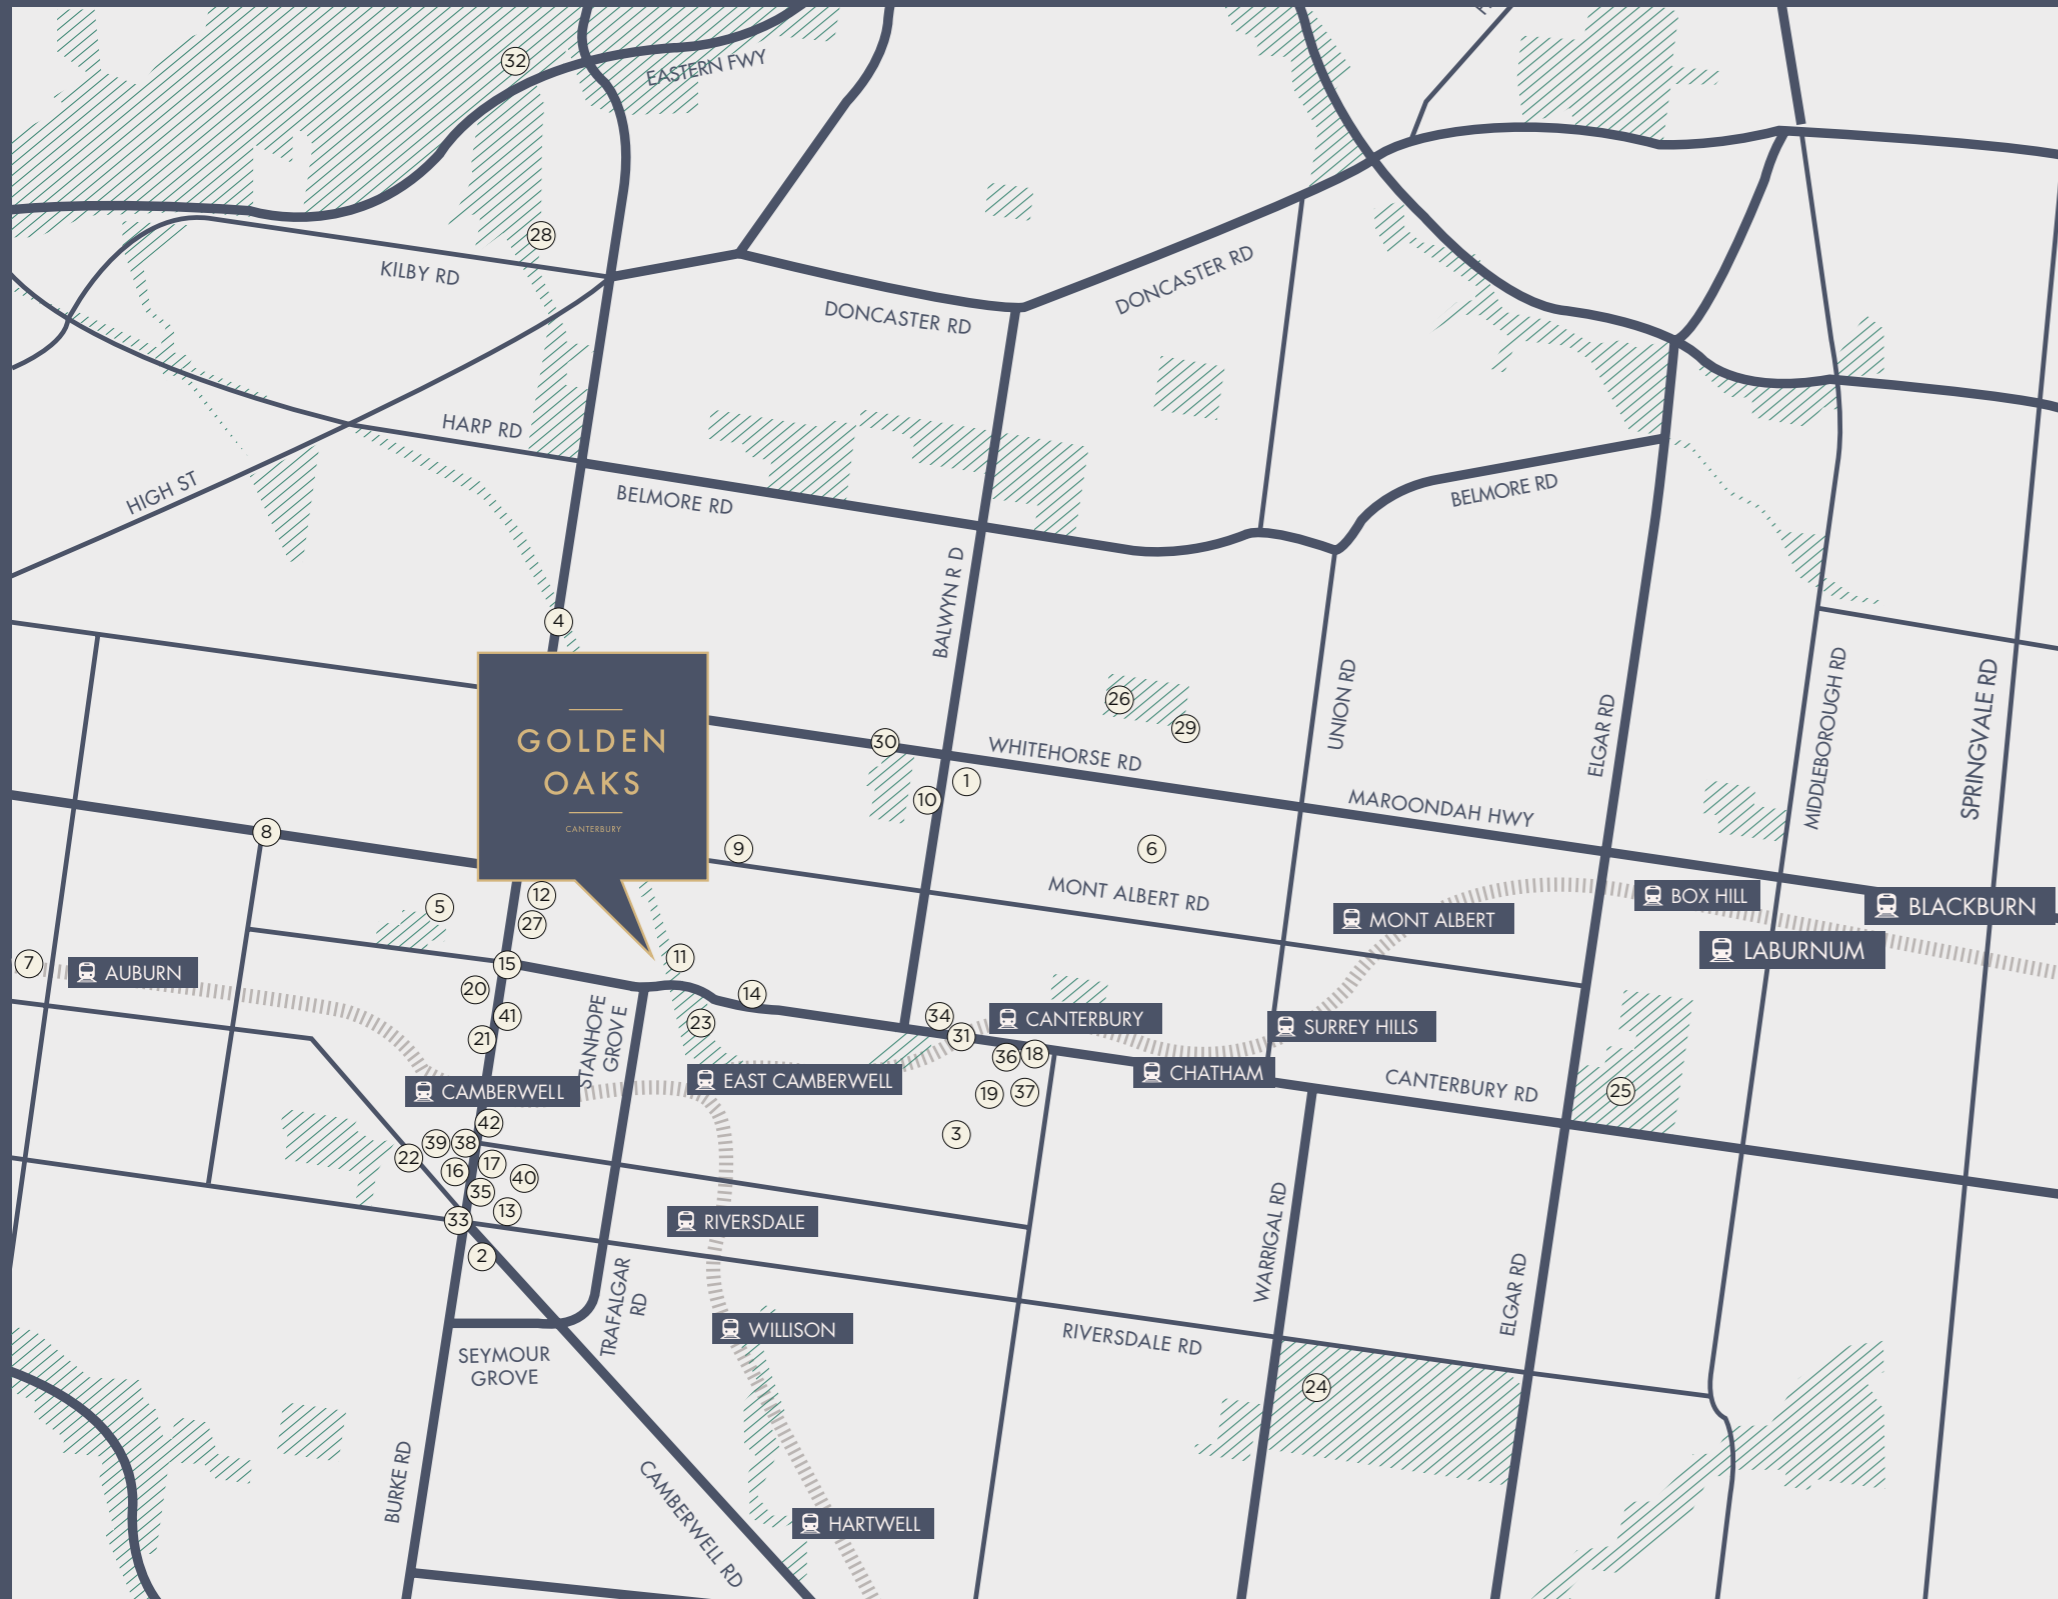 32
EASTERN FWY
28
KILBY RD
DONCASTER RD
DONCASTER RD
HARP RD
HIGH ST
BELMORE RD
BELMORE RD
BALWYN R D
4
GOLDEN
OAKS
CANTERBURY
26
29
30
WHITEHORSE RD
1
10
UNION RD
ELGAR RD
MIDDLEBOROUGH RD
SPRINGVALE RD
MAROONDAH HWY
8
9
6
MONT ALBERT RD
12
5
27
BOX HILL
BLACKBURN
MONT ALBERT
LABURNUM
7
AUBURN
15
11
20
14
41
23
21
STANHOPE
GROVE
34
31
CANTERBURY
SURREY HILLS
36
18
CAMBERWELL
EAST CAMBERWELL
CHATHAM
CANTERBURY RD
25
19
37
3
42
39
38
22
16
17
40
35
13
33
2
RIVERSDALE
WARRIGAL RD
ELGAR RD
TRAFALGAR
RD
WILLISON
RIVERSDALE RD
SEYMOUR
GROVE
24
BURKE RD
CAMBERWELL RD
HARTWELL